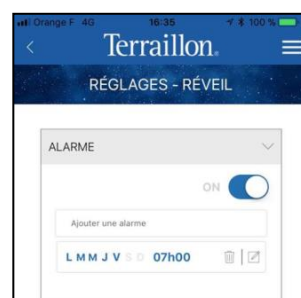 Orange F 4G 16:35 100 %
Terraillon.
RÉGLAGES - RÉVEIL
ALARME
ON
Ajouter une alarme
L M M J V S D 07h00